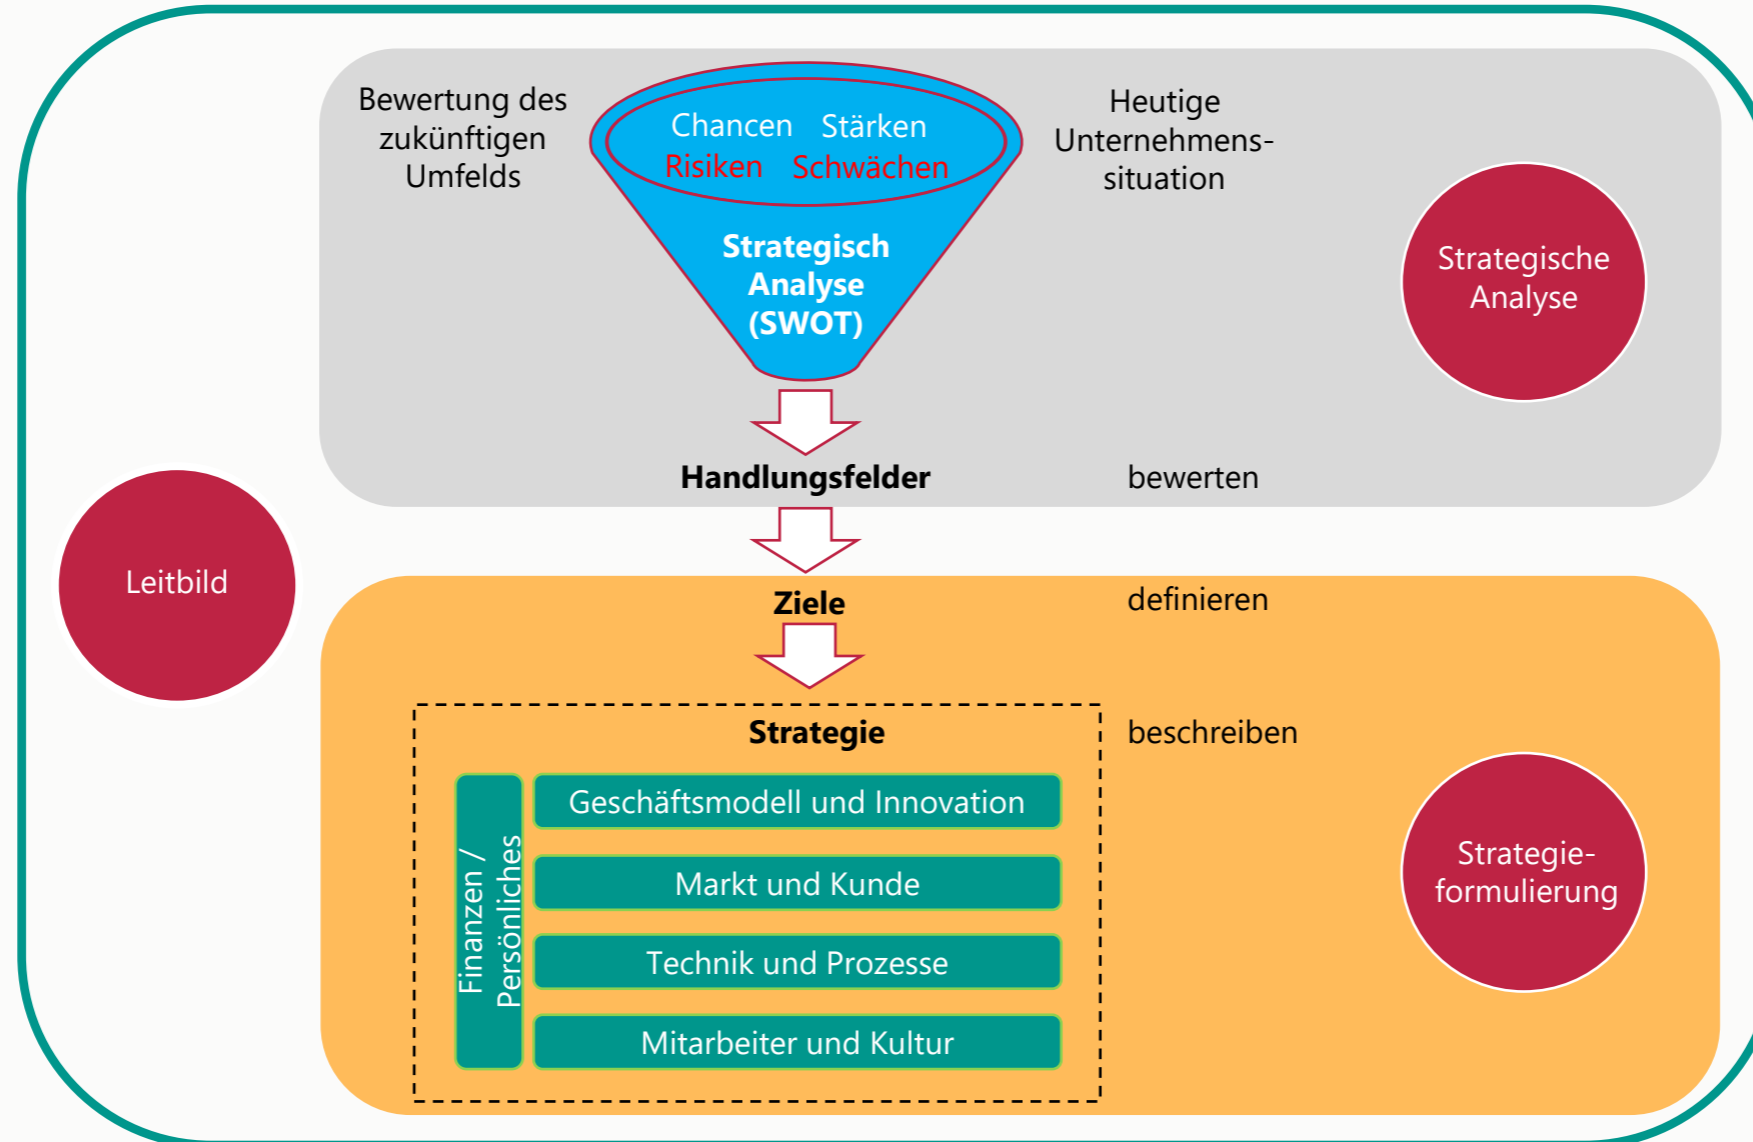 Bewertung des
zukünftigen
Umfelds
Chancen Stärken
Risiken Schwächen
Strategisch
Analyse
(SWOT)
Heutige
Unternehmens-
situation
Strategische
Analyse
Handlungsfelder
bewerten
Leitbild
Ziele
definieren
Strategie
beschreiben
Finanzen /
Persönliches
Geschäftsmodell und Innovation
Markt und Kunde
Technik und Prozesse
Mitarbeiter und Kultur
Strategie-
formulierung